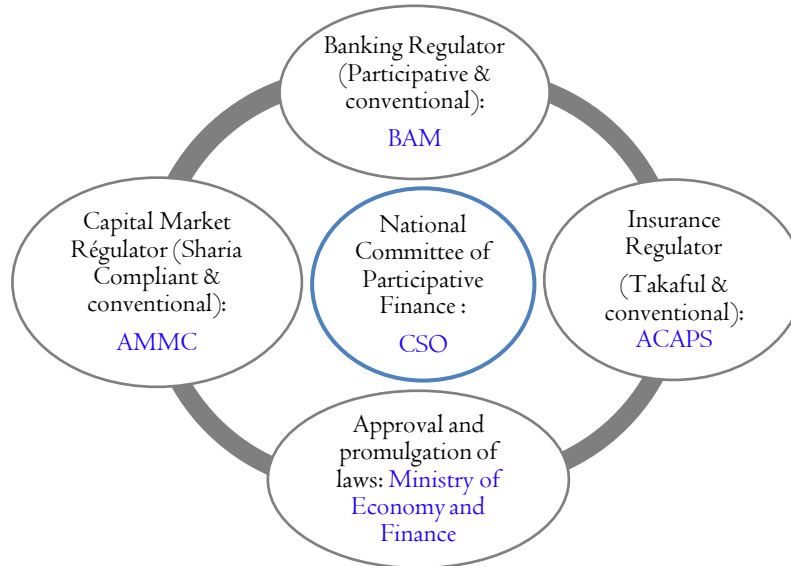 Banking Regulator
(Participative &
conventional):
BAM
Capital Market
Régulator (Sharia
Compliant &
conventional):
AMMC
National
Committee of
Participative
Finance :
CSO
Insurance
Regulator
(Takaful &
conventional):
ACAPS
Approval and
promulgation of
laws: Ministry of
Economy and
Finance